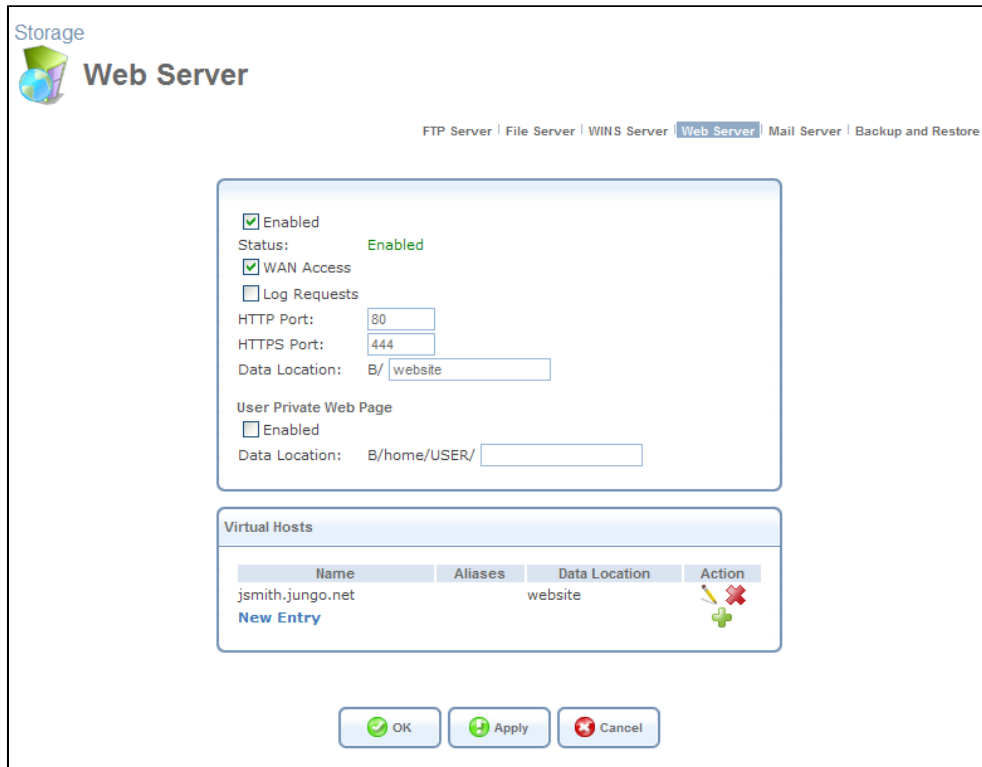 Storage
Web Server
FTP Server | File Server | WINS Server | Web Server | Mail Server | Backup and Restore
Enabled
Status: Enabled
WAN Access
Log Requests
HTTP Port: 80
HTTPS Port: 444
Data Location: B/ website
User Private Web Page
Enabled
Data Location: B/home/USER/
Virtual Hosts
Name Aliases Data Location Action
jsmith.jungo.net website
New Entry
OK Apply Cancel